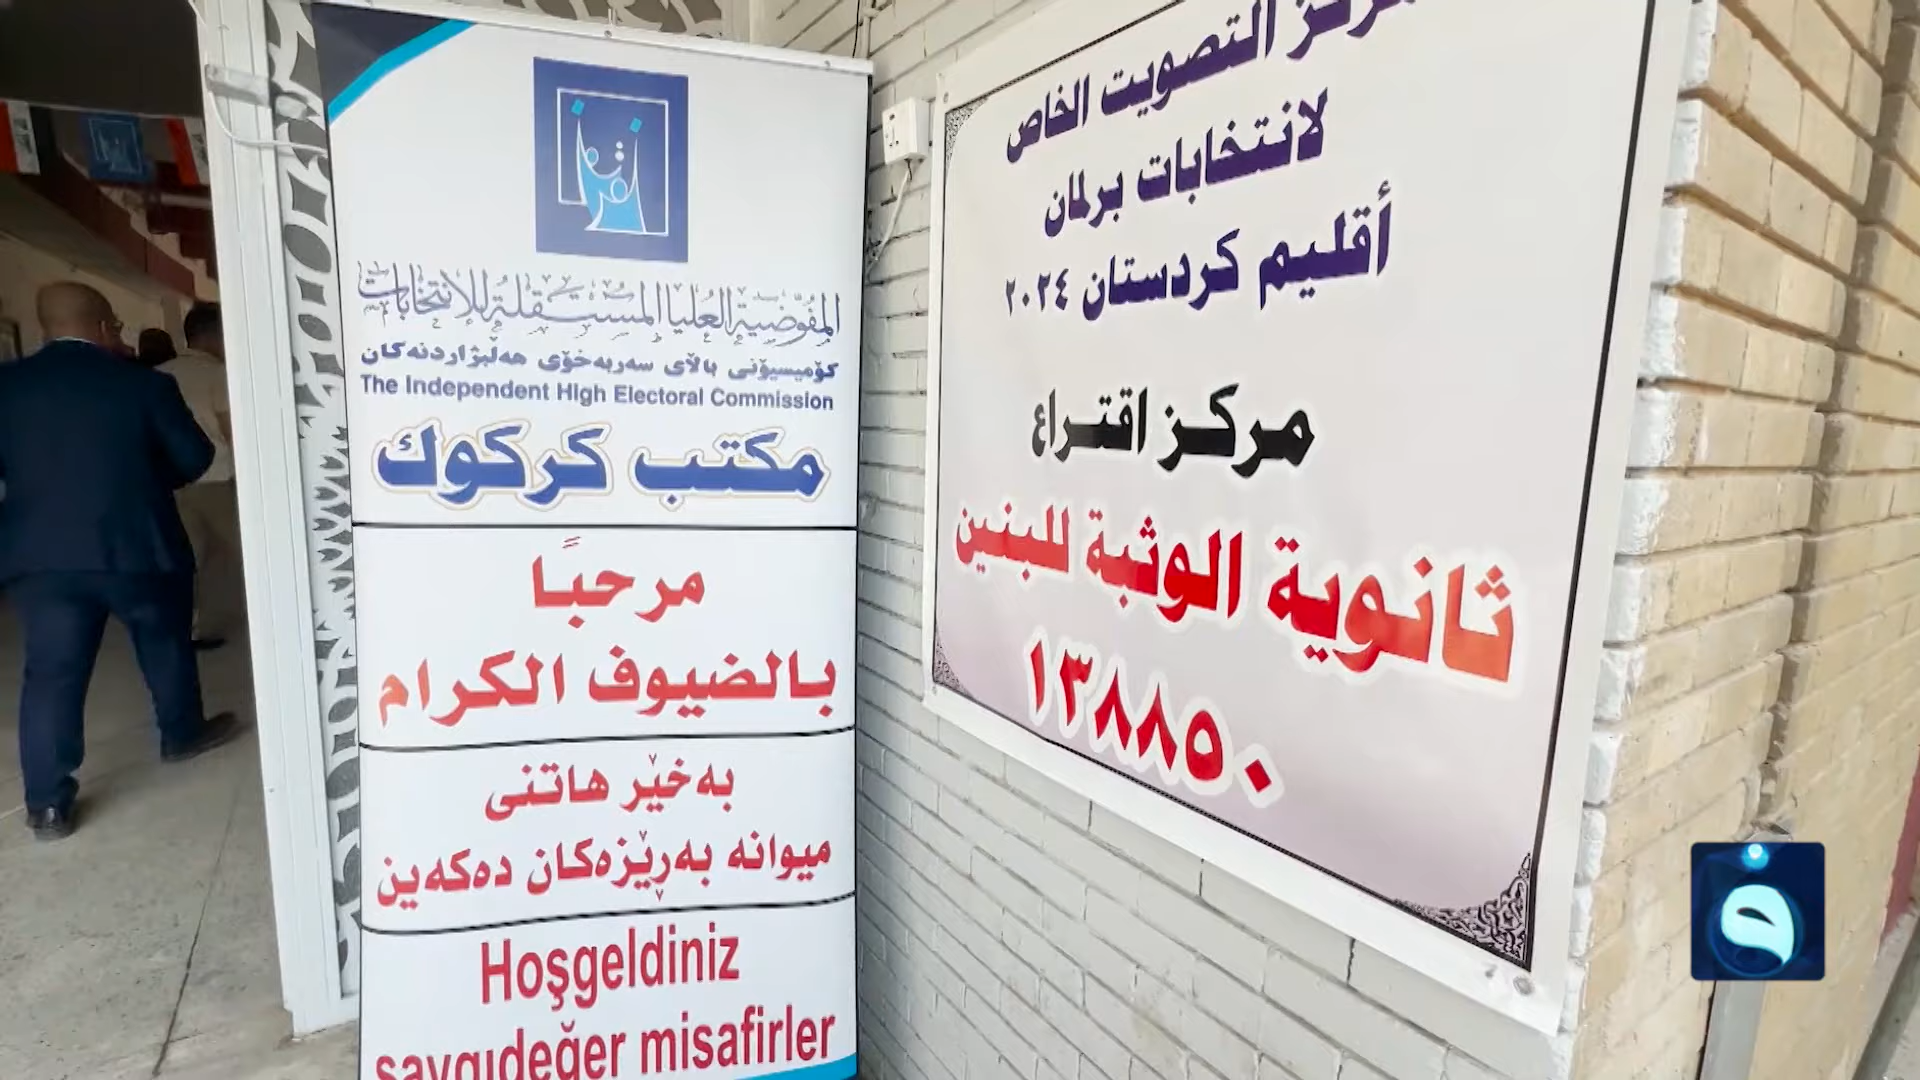 المفوضية العليا المستقلة للانتخابات
كۆمیسیۆنی باڵای سەربەخۆی هەڵبژاردنەکان
The Independent High Electoral Commission
مكتب كركوك
مرحبًا
بالضيوف الكرام
بەخێر هاتنی
میوانە بەڕێزەکان دەکەین
Hoşgeldiniz
saygıdeğer misafirler
مركز التصويت الخاص
لانتخابات برلمان
أقليم كردستان ٢٠٢٤
مركز اقتراع
ثانوية الوثبة للبنين
١٣٨٨٥٠